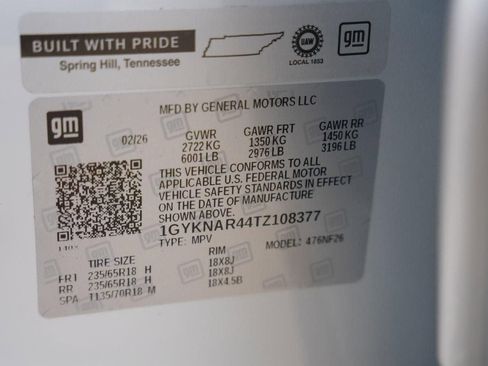 BUILT WITH PRIDE
Spring Hill, Tennessee
UAW
LOCAL 1853
gm
gm
MFD BY GENERAL MOTORS LLC
02/26 GVWR GAWR FRT GAWR RR
2722 KG 1350 KG 1450 KG
6001 LB 2976 LB 3196 LB
THIS VEHICLE CONFORMS TO ALL
APPLICABLE U.S. FEDERAL MOTOR
VEHICLE SAFETY STANDARDS IN EFFECT
ON THE DATE OF MANUFACTURE
SHOWN ABOVE.
1GYKNAR44TZ108377
TYPE: MPV MODEL: 476NF26
TIRE SIZE RIM
FRT 235/65R18 H 18X8J
RR 235/65R18 H 18X8J
SPA T135/70R18 M 18X4.5B